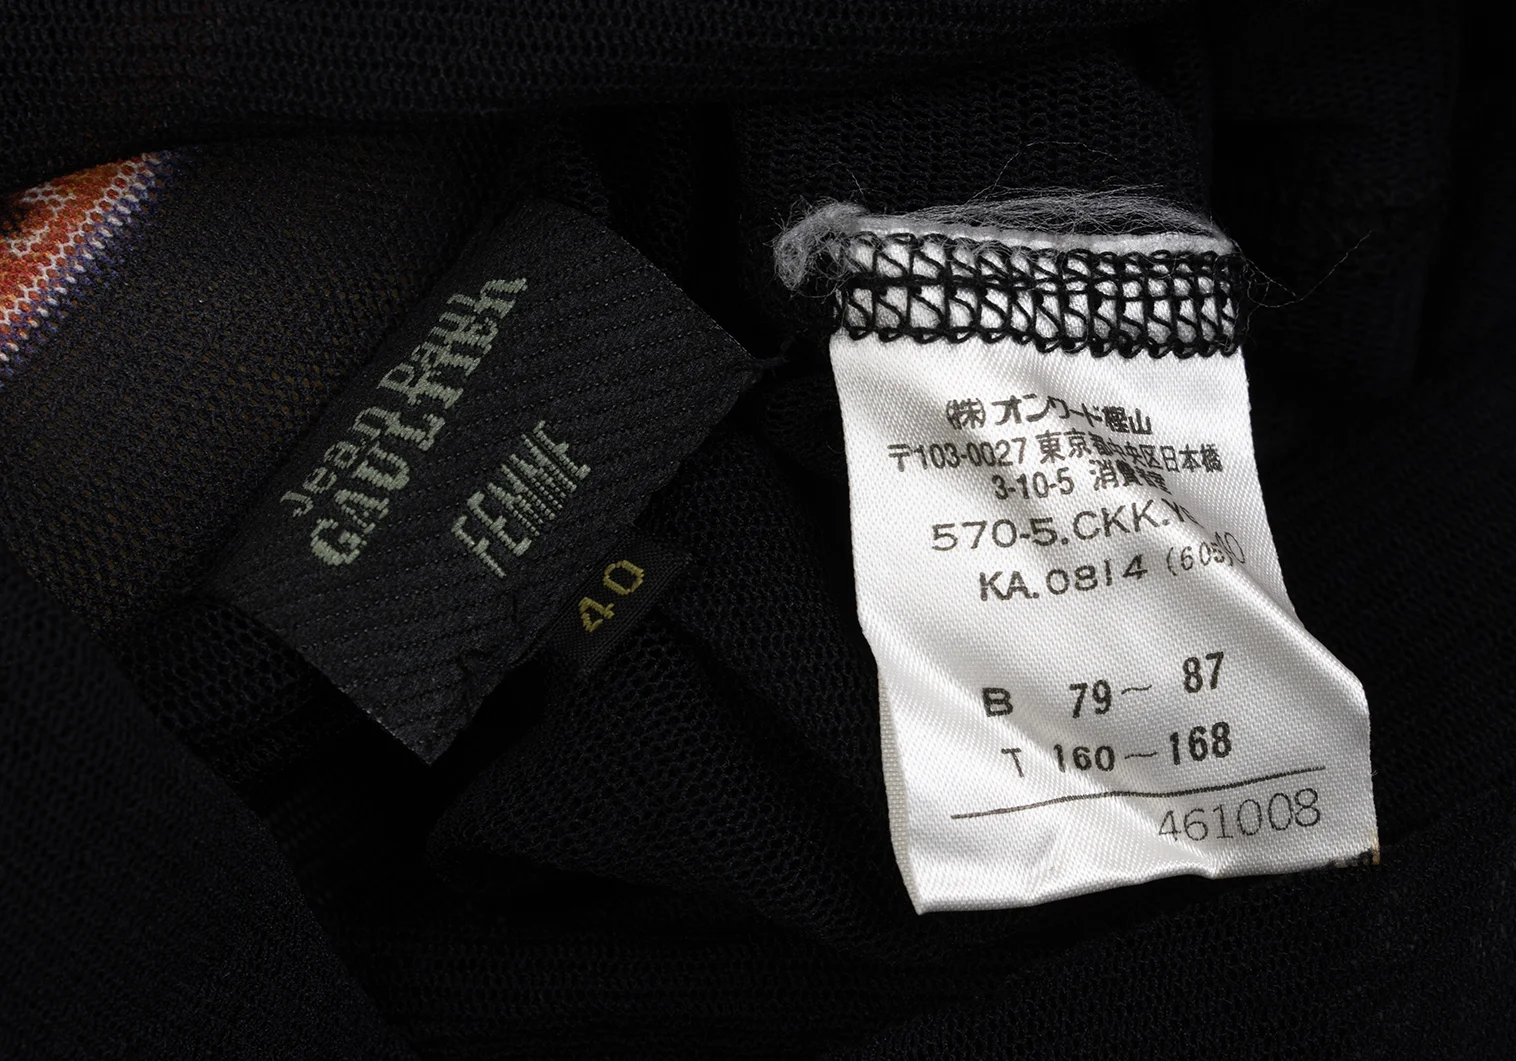 Jean Paul
GAULTIER
FEMME
40
(株)オンワード樫山
〒103-0027 東京都中央区日本橋
3-10-5 消費
570-5.CKK.
KA.0814
B 79~87
T 160~168
461008